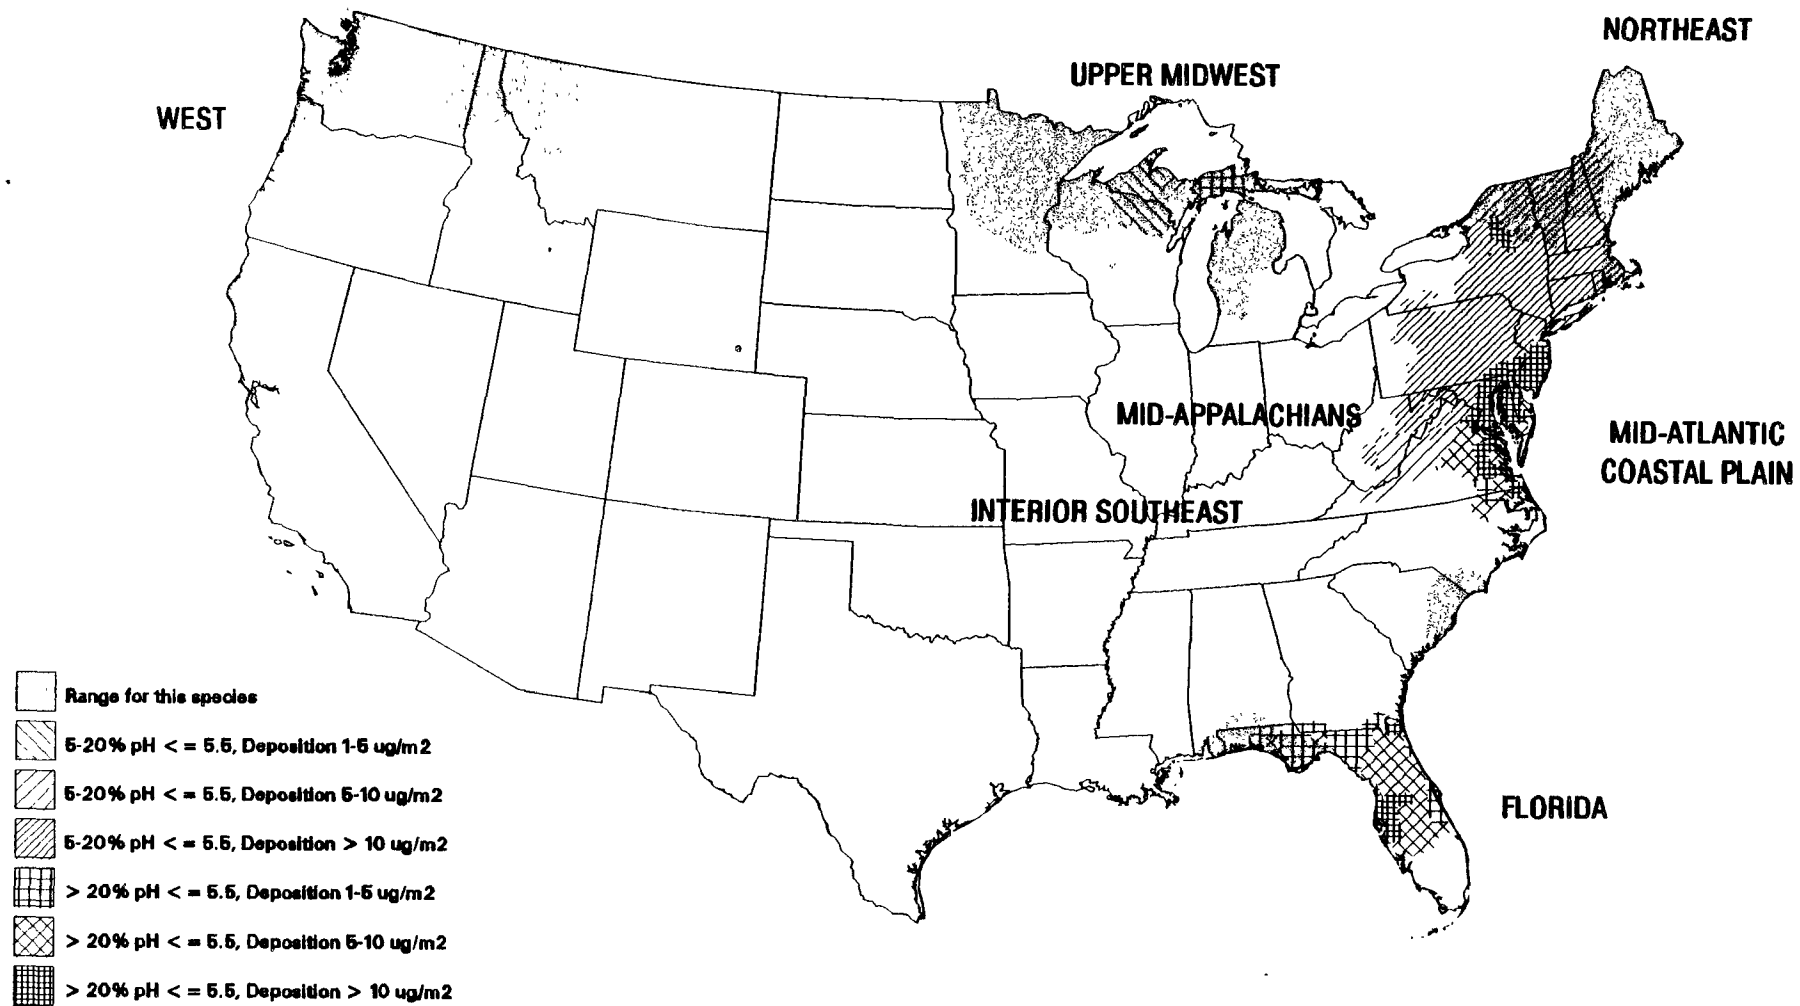 NORTHEAST
UPPER MIDWEST
WEST
MID-APPALACHIANS
MID-ATLANTIC
COASTAL PLAIN
INTERIOR SOUTHEAST
FLORIDA
Range for this species
5-20% pH < = 5.5, Deposition 1-5 ug/m2
5-20% pH < = 5.5, Deposition 5-10 ug/m2
5-20% pH < = 5.5, Deposition > 10 ug/m2
> 20% pH < = 5.5, Deposition 1-5 ug/m2
> 20% pH < = 5.5, Deposition 5-10 ug/m2
> 20% pH < = 5.5, Deposition > 10 ug/m2